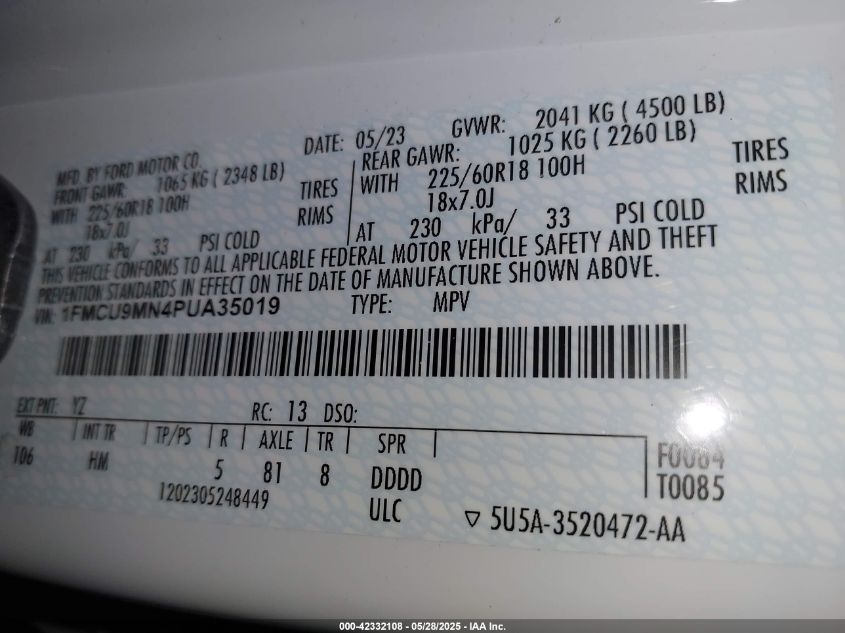 MFD. BY FORD MOTOR CO. DATE: 05/23 GVWR: 2041 KG ( 4500 LB)
FRONT GAWR: 1065 KG ( 2348 LB) REAR GAWR: 1025 KG ( 2260 LB)
WITH 225/60R18 100H TIRES WITH 225/60R18 100H TIRES
18x7.0J RIMS 18x7.0J RIMS
AT 230 kPa/ 33 PSI COLD AT 230 kPa/ 33 PSI COLD
THIS VEHICLE CONFORMS TO ALL APPLICABLE FEDERAL MOTOR VEHICLE SAFETY AND THEFT
PREVENTION STANDARDS IN EFFECT ON THE DATE OF MANUFACTURE SHOWN ABOVE.
VIN: 1FMCU9MN4PUA35019 TYPE: MPV
EXT PNT: YZ RC: 13 DSO:
WB INT TR TP/PS R AXLE TR SPR
106 HM 5 81 8 DDDD
F0084
T0085
1202305248449 ULC
▽ 5U5A-3520472-AA
000-42332108 - 05/28/2025 - IAA Inc.